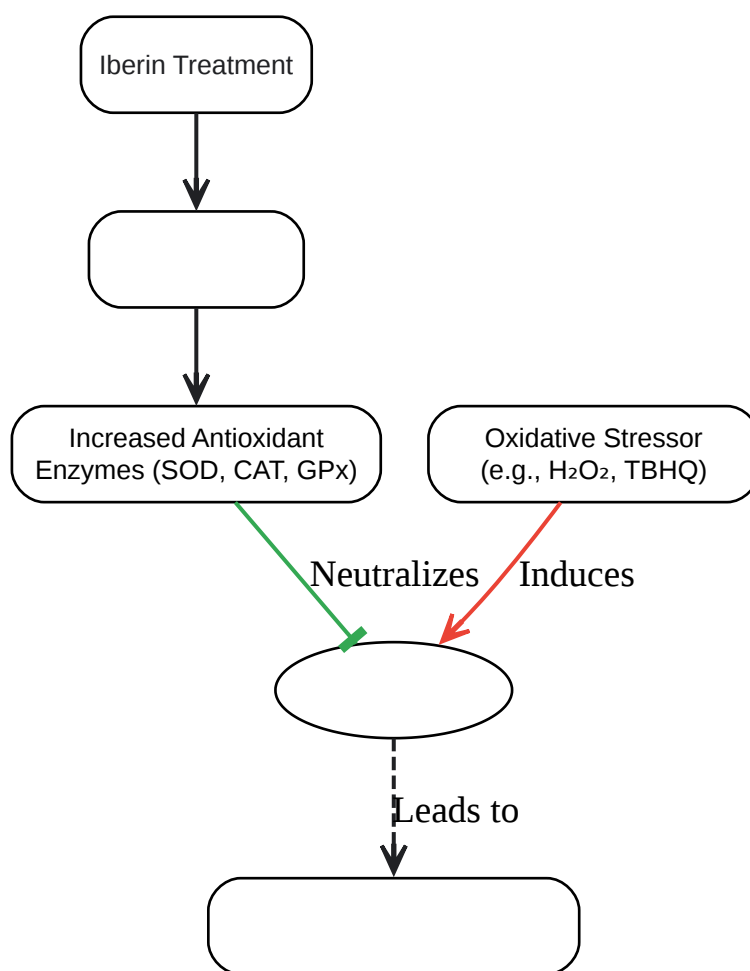 Iberin Treatment
Increased Antioxidant
Enzymes (SOD, CAT, GPx)
Oxidative Stressor
(e.g., H₂O₂, TBHQ)
Neutralizes
Induces
Leads to